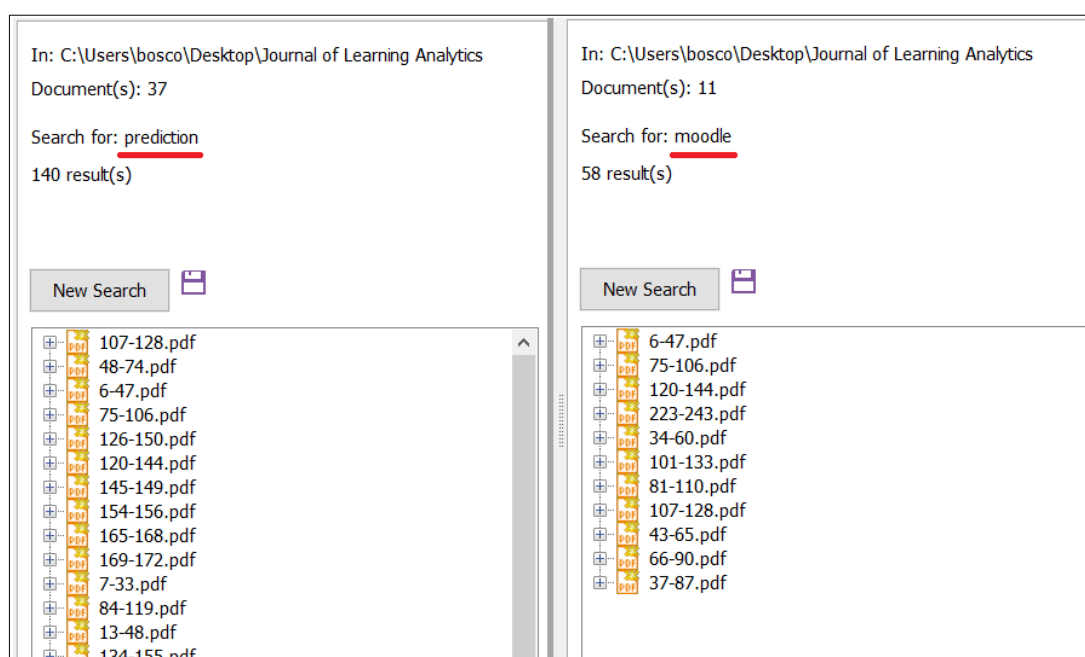 In: C:\Users\bosco\Desktop\Journal of Learning Analytics
Document(s): 37
Search for: prediction
140 result(s)
New Search
107-128.pdf
48-74.pdf
6-47.pdf
75-106.pdf
126-150.pdf
120-144.pdf
145-149.pdf
154-156.pdf
165-168.pdf
169-172.pdf
7-33.pdf
84-119.pdf
13-48.pdf
134-155.pdf
In: C:\Users\bosco\Desktop\Journal of Learning Analytics
Document(s): 11
Search for: moodle
58 result(s)
New Search
6-47.pdf
75-106.pdf
120-144.pdf
223-243.pdf
34-60.pdf
101-133.pdf
81-110.pdf
107-128.pdf
43-65.pdf
66-90.pdf
37-87.pdf